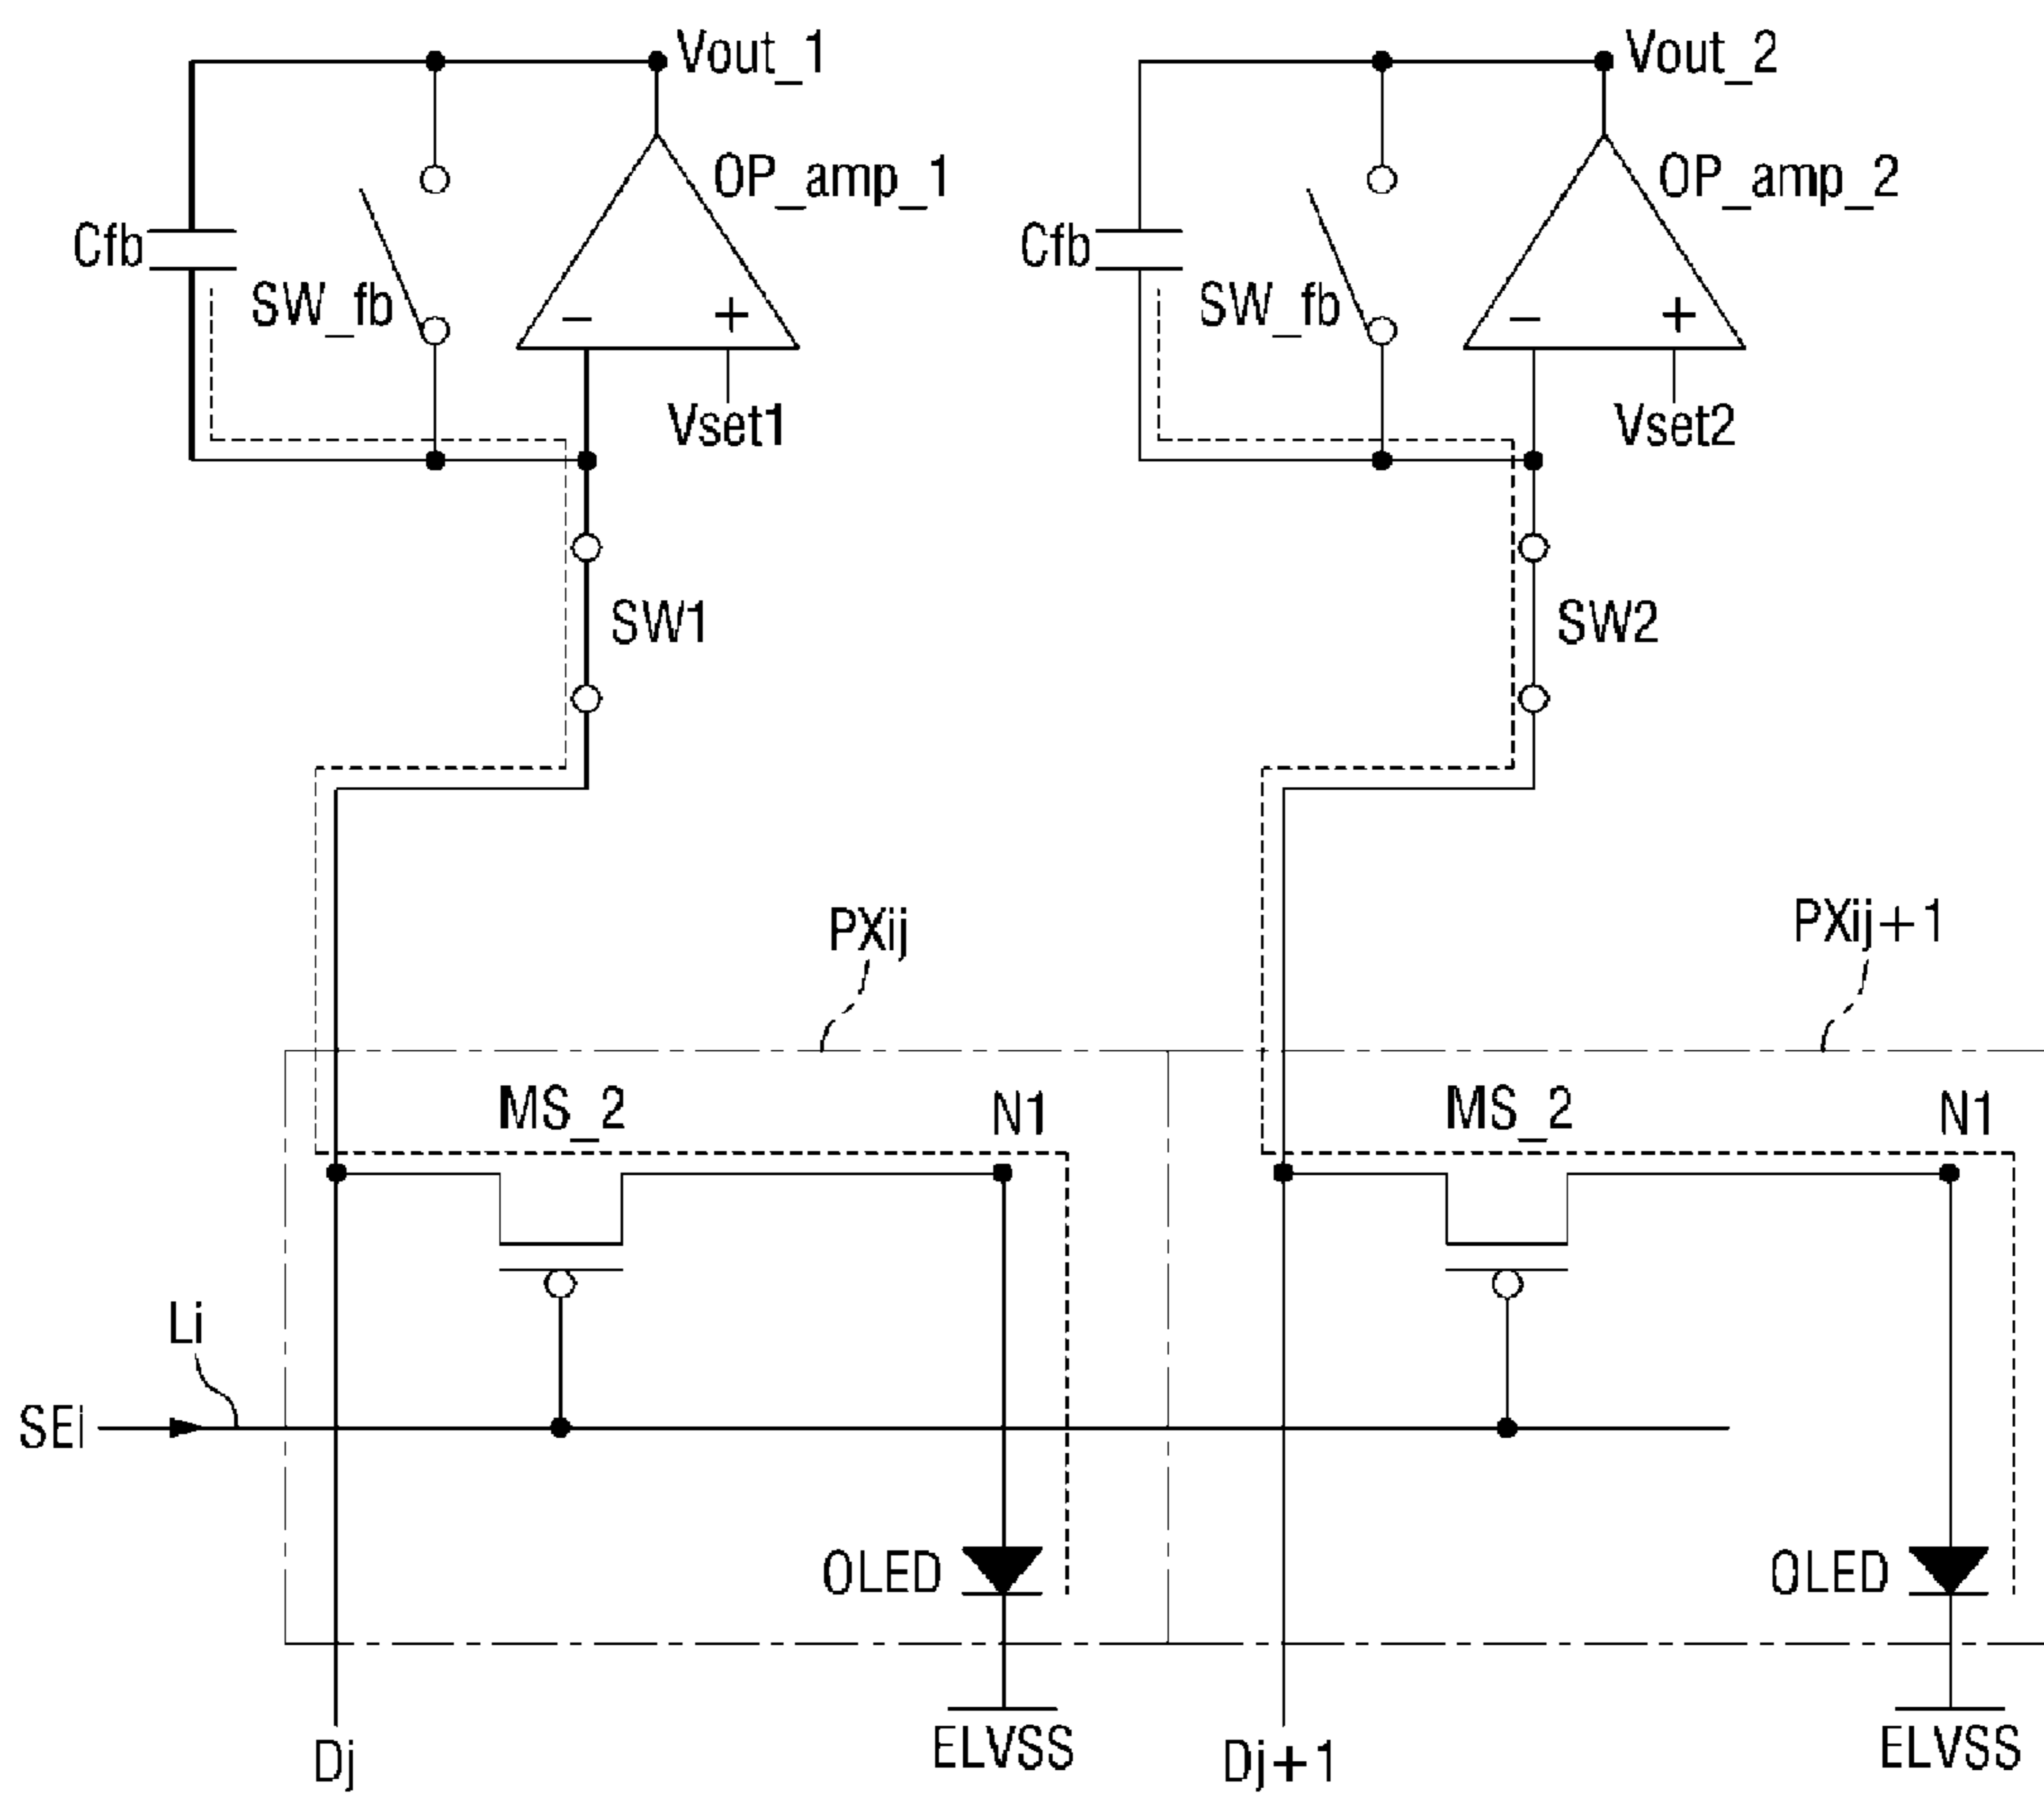 Vout_1
Vout_2
OP_amp_1
OP_amp_2
Cfb
SW_fb
− +
Cfb
SW_fb
− +
Vset1
Vset2
SW1
SW2
PXij
PXij+1
MS_2
N1
MS_2
N1
Li
SEi
OLED
OLED
ELVSS
ELVSS
Dj
Dj+1